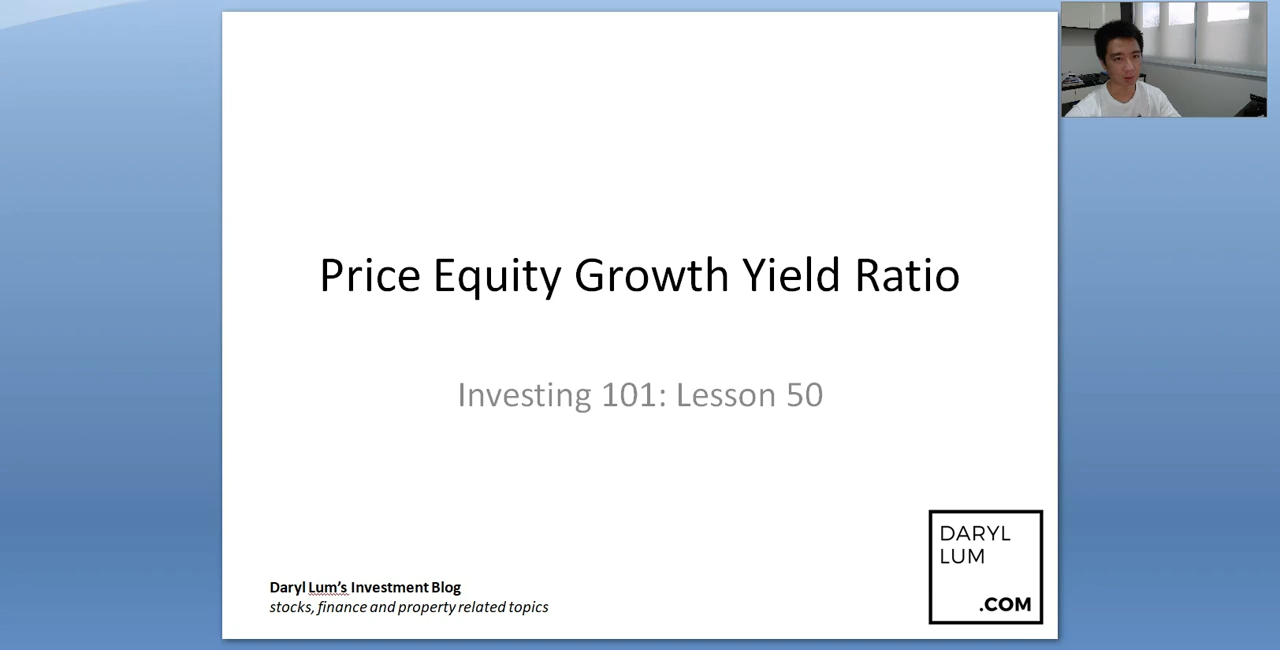 Price Equity Growth Yield Ratio
Investing 101: Lesson 50
DARYL
LUM
.COM
Daryl Lum's Investment Blog
stocks, finance and property related topics